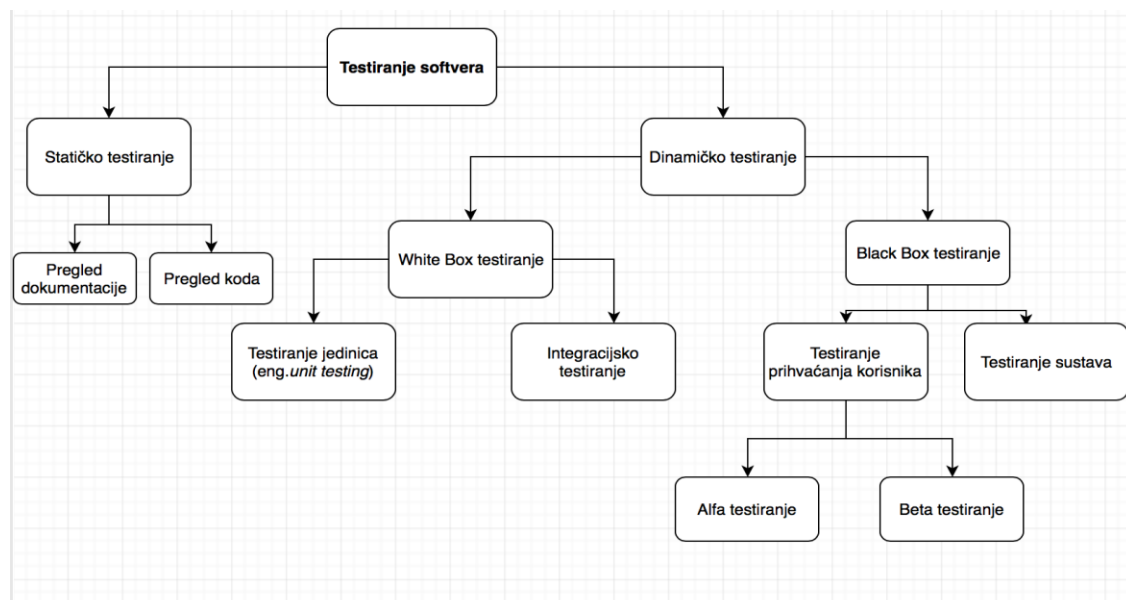 Testiranje softvera
Statičko testiranje
Dinamičko testiranje
White Box testiranje
Black Box testiranje
Pregled
dokumentacije
Pregled koda
Testiranje jedinica
(eng.unit testing)
Integracijsko
testiranje
Testiranje
prihvaćanja korisnika
Testiranje sustava
Alfa testiranje
Beta testiranje